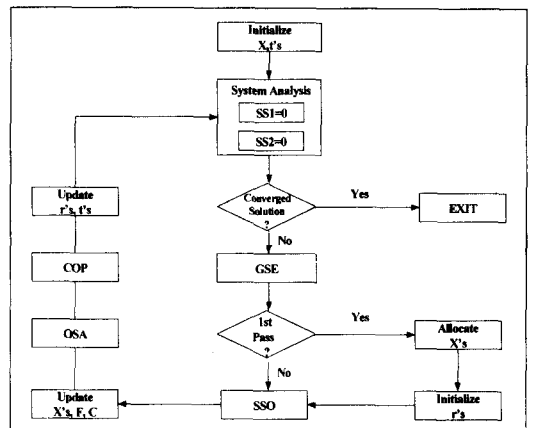 Initialize
X,t's
System Analysis
SS1=0
SS2=0
Converged
Solution
?
Yes
EXIT
No
GSE
1st
Pass
?
Yes
Allocate
X's
No
Initialize
r's
SSO
Update
X's, F, C
OSA
COP
Update
r's, t's